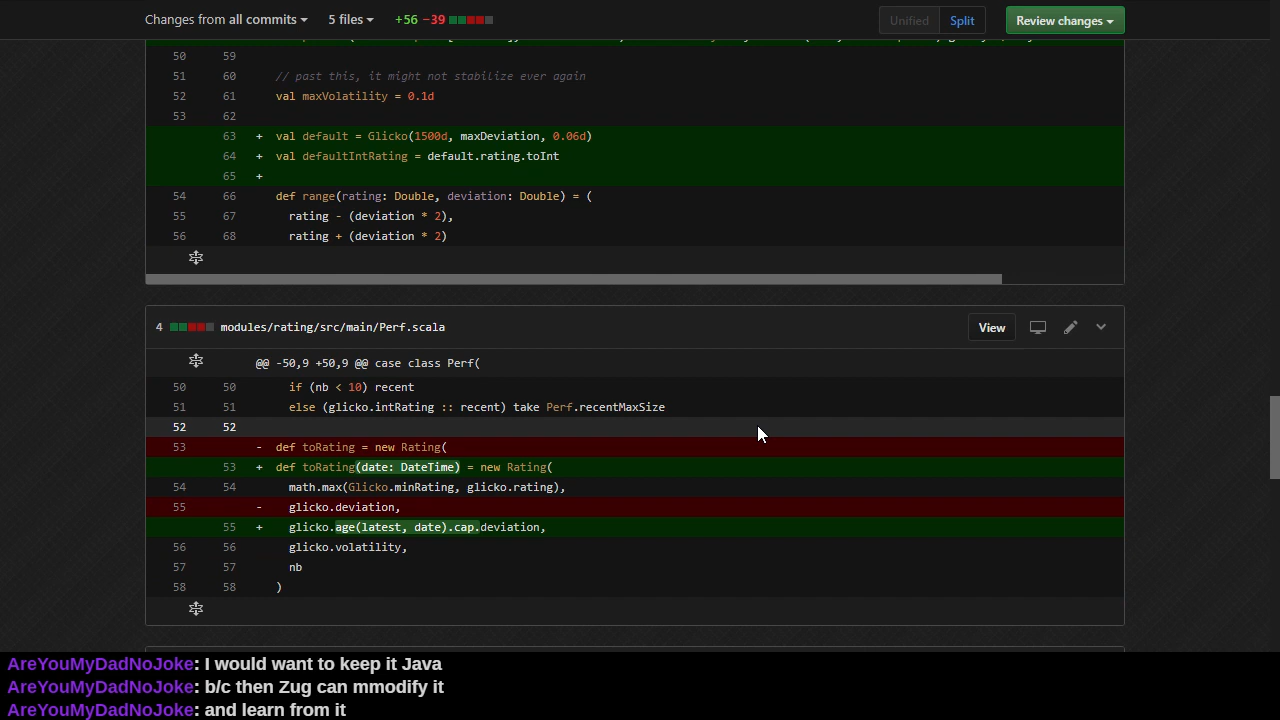 Changes from all commits 5 files +56 −39 Unified Split Review changes
50 59
51 60 // past this, it might not stabilize ever again
52 61 val maxVolatility = 0.1d
53 62
63 + val default = Glicko(1500d, maxDeviation, 0.06d)
64 + val defaultIntRating = default.rating.toInt
65 +
54 66 def range(rating: Double, deviation: Double) = (
55 67 rating - (deviation * 2),
56 68 rating + (deviation * 2)
4 modules/rating/src/main/Perf.scala View
@@ -50,9 +50,9 @@ case class Perf(
50 50 if (nb < 10) recent
51 51 else (glicko.intRating :: recent) take Perf.recentMaxSize
52 52
53 - def toRating = new Rating(
53 + def toRating(date: DateTime) = new Rating(
54 54 math.max(Glicko.minRating, glicko.rating),
55 - glicko.deviation,
55 + glicko.age(latest, date).cap.deviation,
56 56 glicko.volatility,
57 57 nb
58 58 )
AreYouMyDadNoJoke: I would want to keep it Java
AreYouMyDadNoJoke: b/c then Zug can mmodify it
AreYouMyDadNoJoke: and learn from it